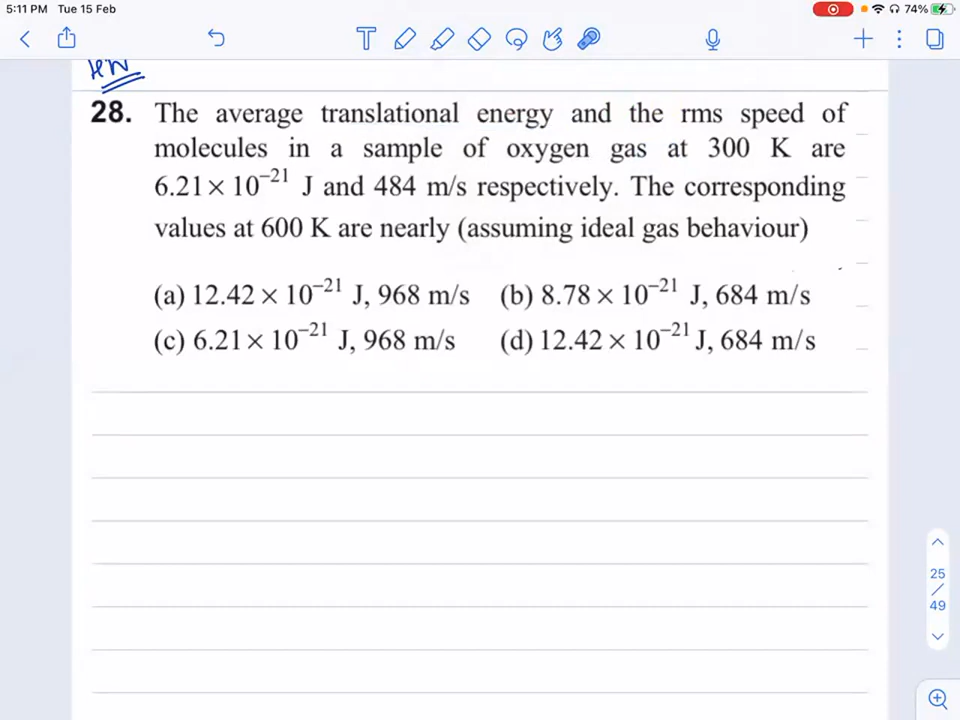 5:11 PM Tue 15 Feb 74%
HW
28. The average translational energy and the rms speed of
molecules in a sample of oxygen gas at 300 K are
6.21 × 10⁻²¹ J and 484 m/s respectively. The corresponding
values at 600 K are nearly (assuming ideal gas behaviour)
(a) 12.42 × 10⁻²¹ J, 968 m/s (b) 8.78 × 10⁻²¹ J, 684 m/s
(c) 6.21 × 10⁻²¹ J, 968 m/s (d) 12.42 × 10⁻²¹ J, 684 m/s
25
/
49